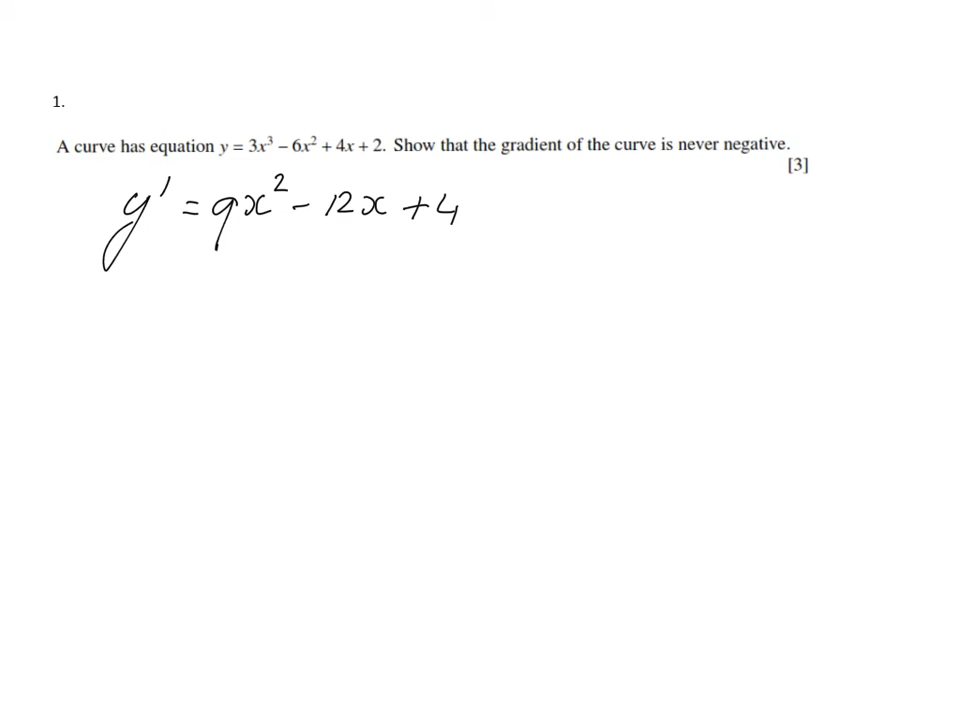 1.
A curve has equation y = 3x³ – 6x² + 4x + 2. Show that the gradient of the curve is never negative.
[3]
y' = 9x² - 12x + 4